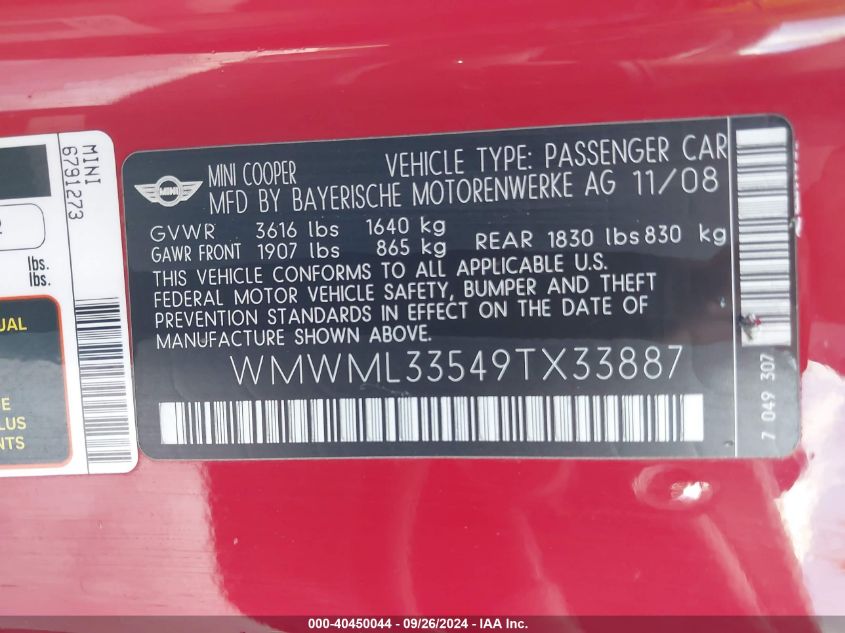 MINI
6791273
lbs.
lbs.
UAL
E
LUS
NTS
MINI
MINI COOPER VEHICLE TYPE: PASSENGER CAR
MFD BY BAYERISCHE MOTORENWERKE AG 11/08
GVWR 3616 lbs 1640 kg
GAWR FRONT 1907 lbs 865 kg REAR 1830 lbs 830 kg
THIS VEHICLE CONFORMS TO ALL APPLICABLE U.S.
FEDERAL MOTOR VEHICLE SAFETY, BUMPER AND THEFT
PREVENTION STANDARDS IN EFFECT ON THE DATE OF
MANUFACTURE SHOWN ABOVE.
WMWML33549TX33887
7 049 307
000-40450044 - 09/26/2024 - IAA Inc.